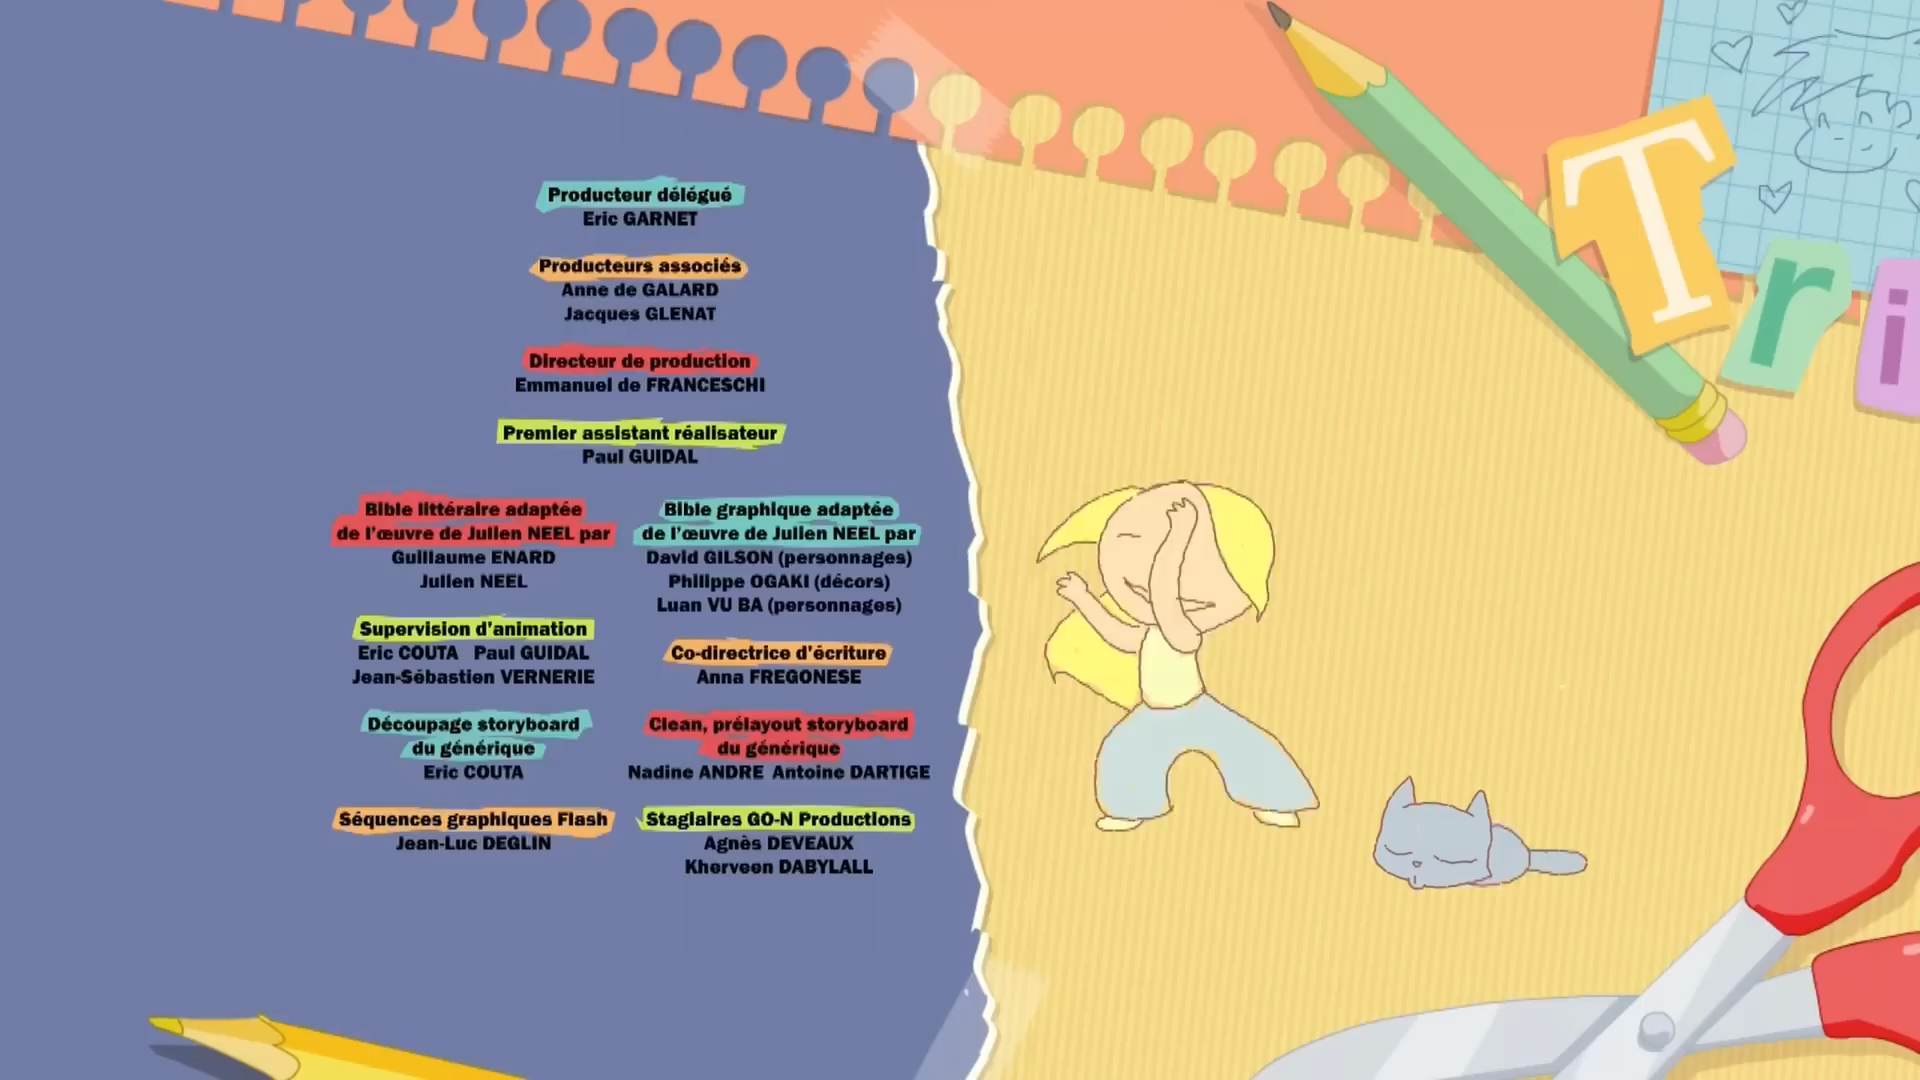 Producteur délégué
Eric GARNET
Producteurs associés
Anne de GALARD
Jacques GLENAT
Directeur de production
Emmanuel de FRANCESCHI
Premier assistant réalisateur
Paul GUIDAL
Bible littéraire adaptée
de l'œuvre de Julien NEEL par
Guillaume ENARD
Julien NEEL
Bible graphique adaptée
de l'œuvre de Julien NEEL par
David GILSON (personnages)
Philippe OGAKI (décors)
Luan VU BA (personnages)
Supervision d'animation
Eric COUTA Paul GUIDAL
Jean-Sébastien VERNERIE
Co-directrice d'écriture
Anna FREGONESE
Découpage storyboard
du générique
Eric COUTA
Clean, prélayout storyboard
du générique
Nadine ANDRE Antoine DARTIGE
Séquences graphiques Flash
Jean-Luc DEGLIN
Stagiaires GO-N Productions
Agnès DEVEAUX
Kherveen DABYLALL
Tri